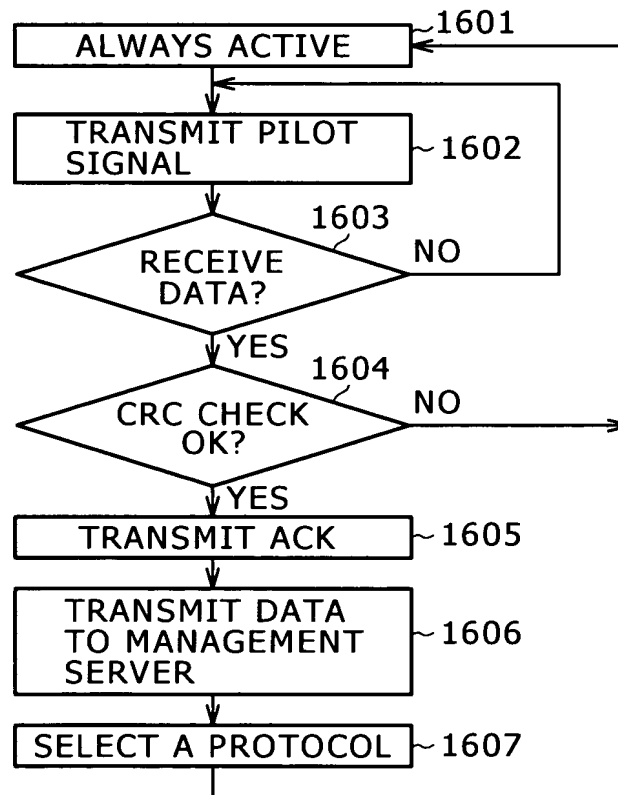 ALWAYS ACTIVE
1601
TRANSMIT PILOT
SIGNAL
1602
1603
RECEIVE
DATA?
NO
YES
1604
CRC CHECK
OK?
NO
YES
TRANSMIT ACK
1605
TRANSMIT DATA
TO MANAGEMENT
SERVER
1606
SELECT A PROTOCOL
1607